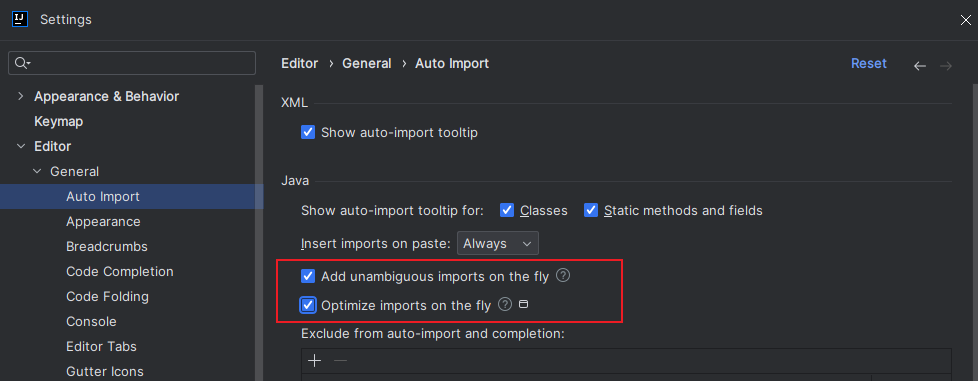 IJ Settings
Editor › General › Auto Import Reset
Appearance & Behavior
Keymap
Editor
General
Auto Import
Appearance
Breadcrumbs
Code Completion
Code Folding
Console
Editor Tabs
Gutter Icons
XML
Show auto-import tooltip
Java
Show auto-import tooltip for: Classes Static methods and fields
Insert imports on paste: Always
Add unambiguous imports on the fly ?
Optimize imports on the fly ?
Exclude from auto-import and completion: